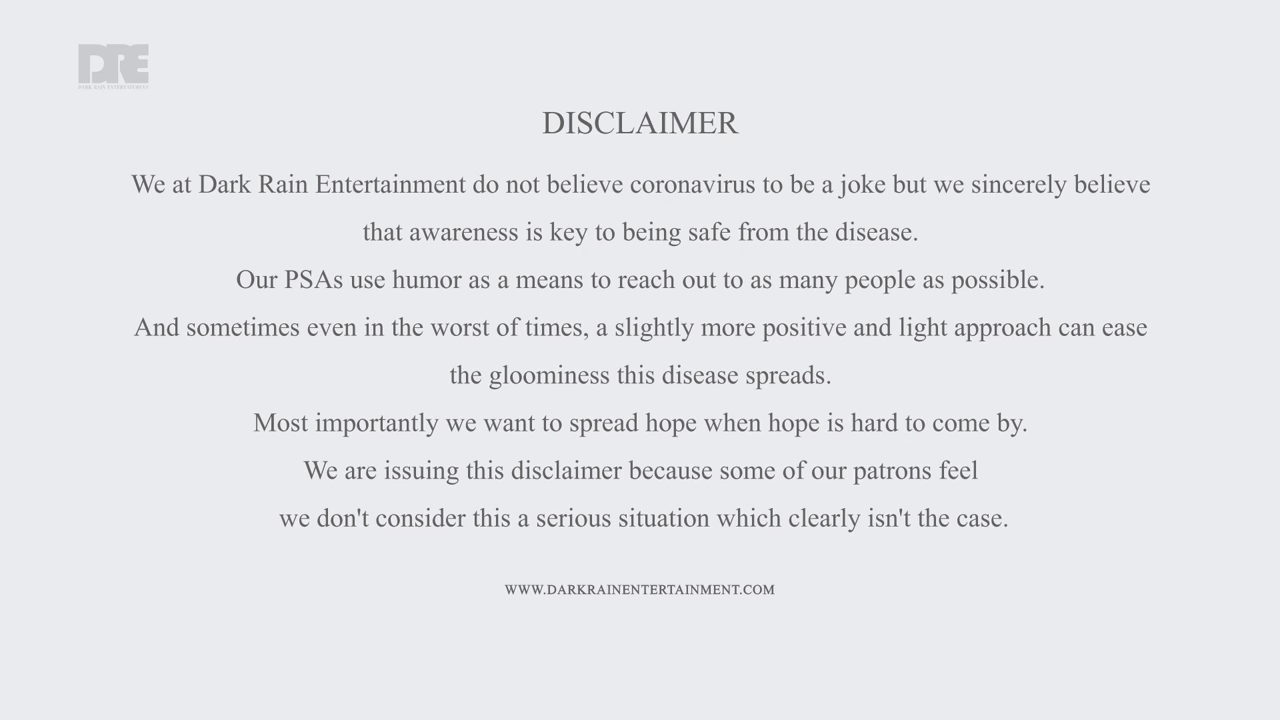 DRE
DARK RAIN ENTERTAINMENT
DISCLAIMER
We at Dark Rain Entertainment do not believe coronavirus to be a joke but we sincerely believe
that awareness is key to being safe from the disease.
Our PSAs use humor as a means to reach out to as many people as possible.
And sometimes even in the worst of times, a slightly more positive and light approach can ease
the gloominess this disease spreads.
Most importantly we want to spread hope when hope is hard to come by.
We are issuing this disclaimer because some of our patrons feel
we don't consider this a serious situation which clearly isn't the case.
WWW.DARKRAINENTERTAINMENT.COM